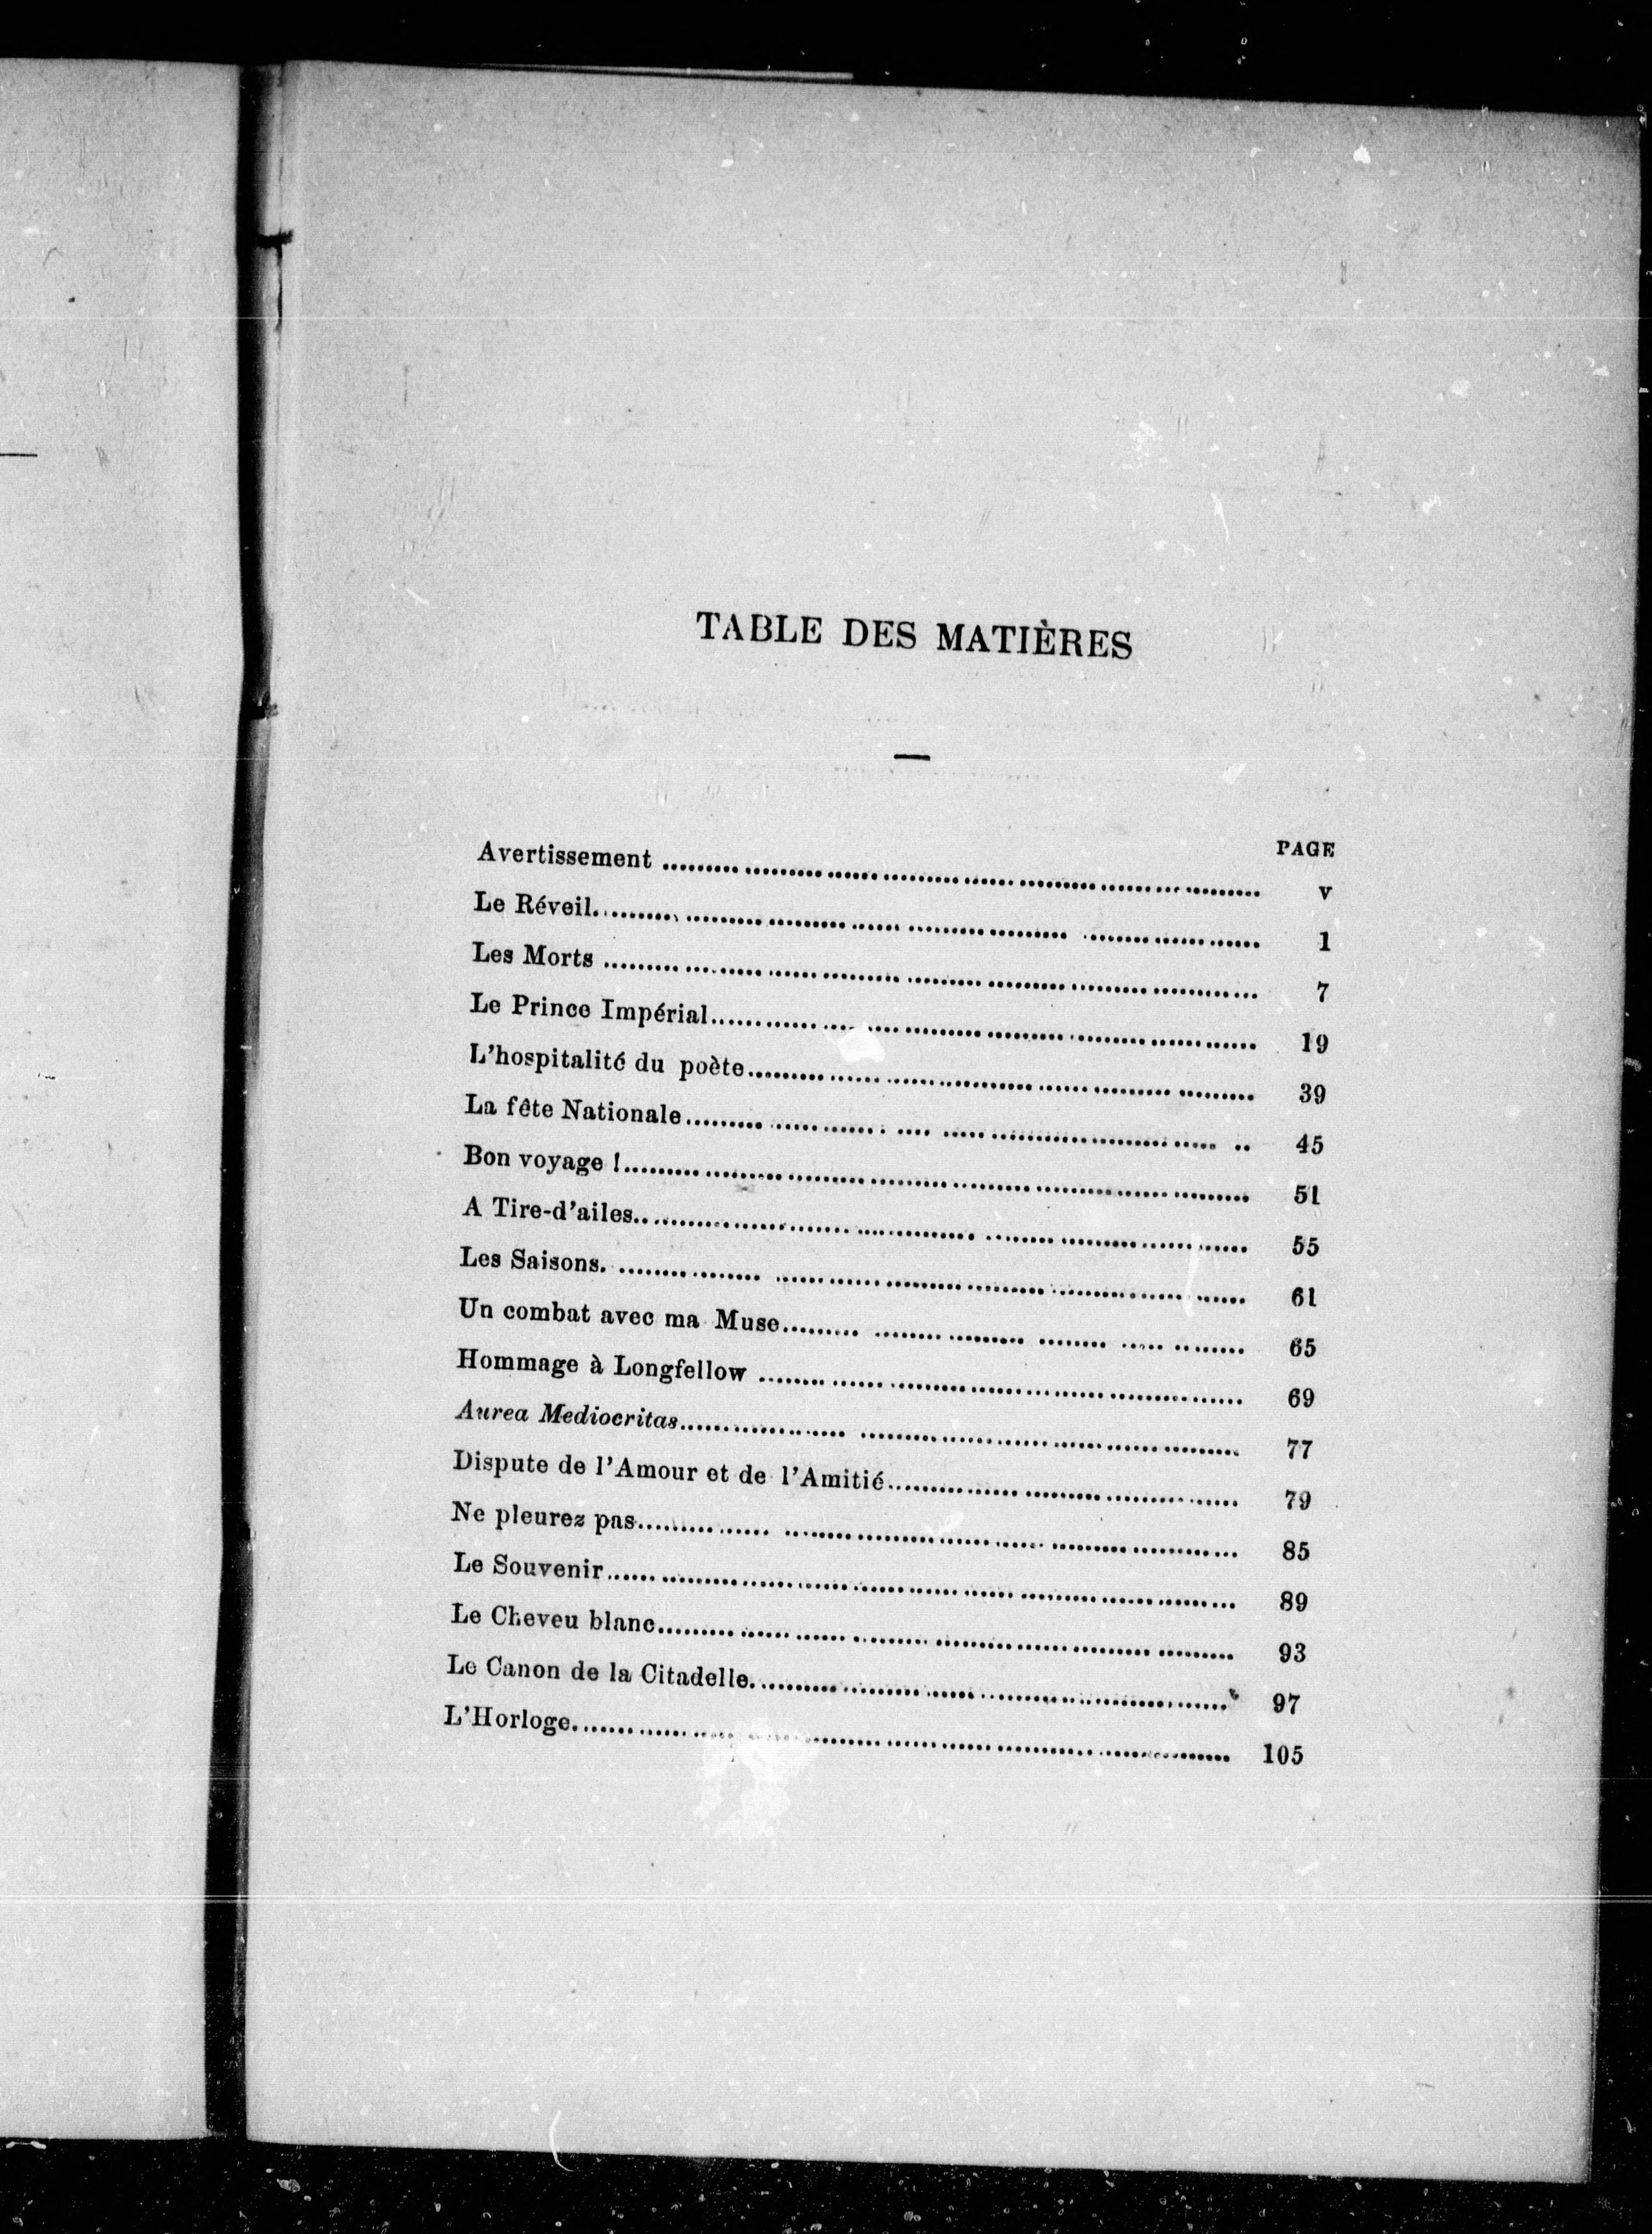 TABLE DES MATIÈRES
PAGE
Avertissement .......... v
Le Réveil.......... 1
Les Morts .......... 7
Le Prince Impérial.......... 19
L'hospitalité du poète.......... 39
La fête Nationale.......... 45
Bon voyage !.......... 51
A Tire-d'ailes.......... 55
Les Saisons. .......... 61
Un combat avec ma Muse.......... 65
Hommage à Longfellow .......... 69
Aurea Mediocritas.......... 77
Dispute de l'Amour et de l'Amitié.......... 79
Ne pleurez pas.......... 85
Le Souvenir.......... 89
Le Cheveu blanc.......... 93
Le Canon de la Citadelle.......... 97
L'Horloge.......... 105